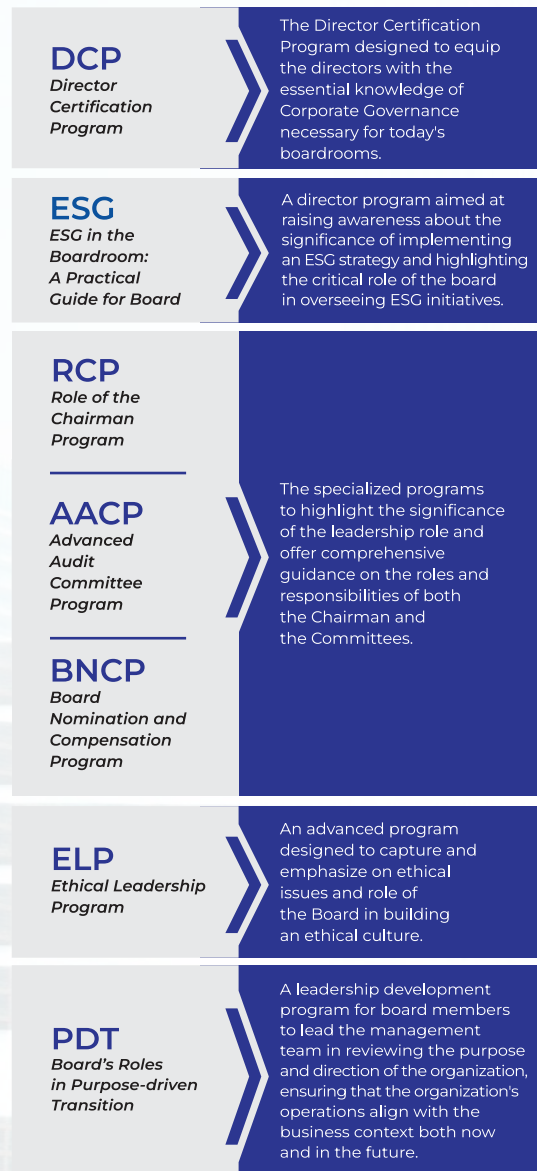 DCP
Director
Certification
Program
The Director Certification
Program designed to equip
the directors with the
essential knowledge of
Corporate Governance
necessary for today's
boardrooms.
ESG
ESG in the
Boardroom:
A Practical
Guide for Board
A director program aimed at
raising awareness about the
significance of implementing
an ESG strategy and highlighting
the critical role of the board
in overseeing ESG initiatives.
RCP
Role of the
Chairman
Program
AACP
Advanced
Audit
Committee
Program
BNCP
Board
Nomination and
Compensation
Program
The specialized programs
to highlight the significance
of the leadership role and
offer comprehensive
guidance on the roles and
responsibilities of both
the Chairman and
the Committees.
ELP
Ethical Leadership
Program
An advanced program
designed to capture and
emphasize on ethical
issues and role of
the Board in building
an ethical culture.
PDT
Board's Roles
in Purpose-driven
Transition
A leadership development
program for board members
to lead the management
team in reviewing the purpose
and direction of the organization,
ensuring that the organization's
operations align with the
business context both now
and in the future.